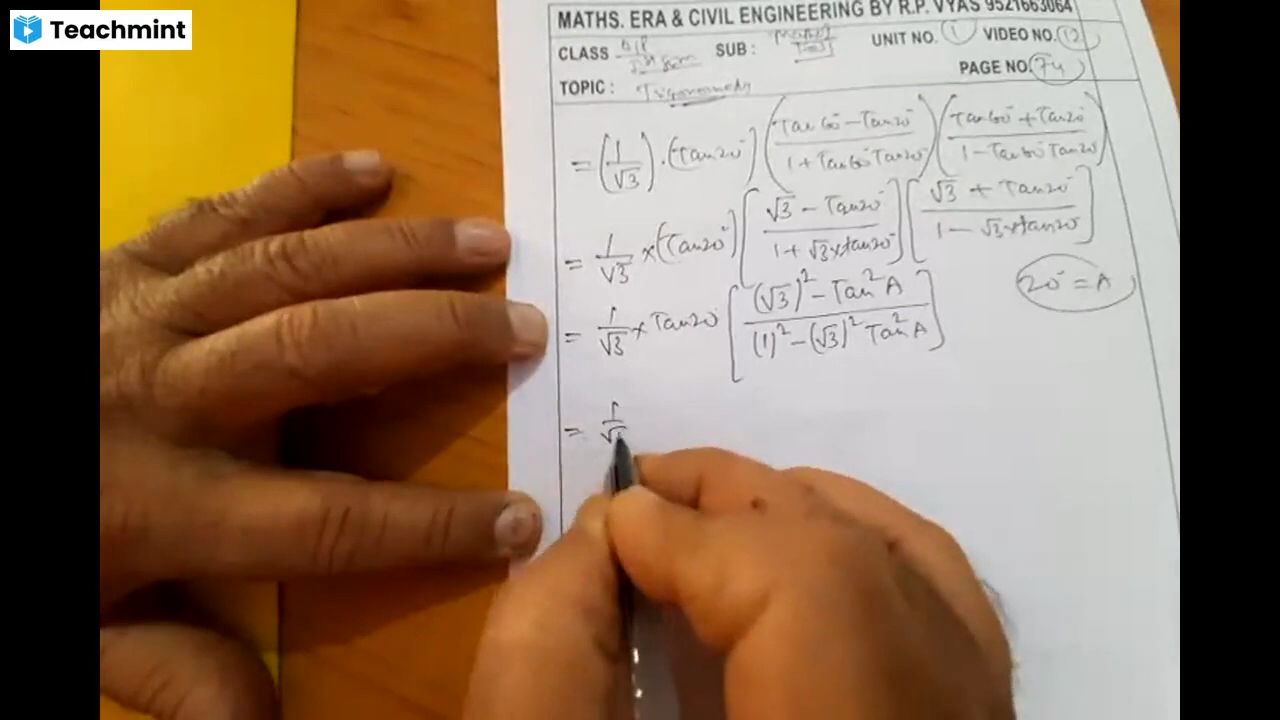 Teachmint
MATHS. ERA & CIVIL ENGINEERING BY R.P. VYAS 9521663064
CLASS SUB : UNIT NO. 1 VIDEO NO. 12
PAGE NO. 74
TOPIC : Trigonometry
= (1/√3) · (Tan20°) (Tan60° - Tan20° / 1 + Tan60° Tan20°) (Tan60° + Tan20° / 1 - Tan60° Tan20°)
= 1/√3 × (Tan20°) [√3 - Tan20° / 1 + √3 × tan20°] [√3 + Tan20° / 1 - √3 × tan20°]
20° = A
= 1/√3 × Tan20° [(√3)² - Tan² A / (1)² - (√3)² Tan² A]
= 1/√